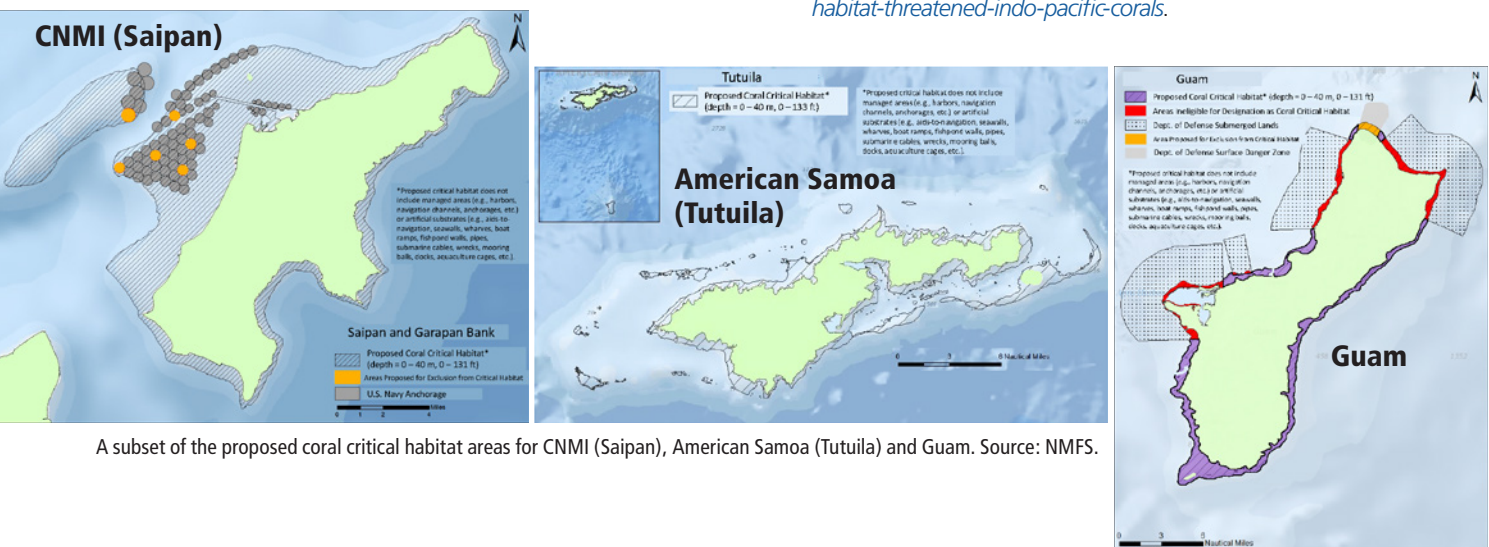 habitat-threatened-indo-pacific-corals.
CNMI (Saipan)
N
*Proposed critical habitat does not
include managed areas (e.g., harbors,
navigation channels, anchorages, etc.)
or artificial substrates (e.g., aids-to-
navigation, seawalls, wharves, boat
ramps, fishpond walls, pipes,
submarine cables, wrecks, mooring
balls, docks, aquaculture cages, etc.).
Saipan and Garapan Bank
Proposed Coral Critical Habitat*
(depth = 0 – 40 m, 0 – 131 ft)
Areas Proposed for Exclusion from Critical Habitat
U.S. Navy Anchorage
0 1 2 4 Miles
Tutuila
Proposed Coral Critical Habitat*
(depth = 0 – 40 m, 0 – 133 ft)
*Proposed critical habitat does not include
managed areas (e.g., harbors, navigation
channels, anchorages, etc.) or artificial
substrates (e.g., aids-to-navigation, seawalls,
wharves, boat ramps, fishpond walls, pipes,
submarine cables, wrecks, mooring balls,
docks, aquaculture cages, etc.).
American Samoa
(Tutuila)
0 3 6 Nautical Miles
Guam
N
Proposed Coral Critical Habitat* (depth = 0 – 40 m, 0 – 131 ft)
Areas Ineligible for Designation as Coral Critical Habitat
Dept. of Defense Submerged Lands
Area Proposed for Exclusion from Critical Habitat
Dept. of Defense Surface Danger Zone
*Proposed critical habitat does not include
managed areas (e.g., harbors, navigation
channels, anchorages, etc.) or artificial
substrates (e.g., aids-to-navigation, seawalls,
wharves, boat ramps, fishpond walls, pipes,
submarine cables, wrecks, mooring balls,
docks, aquaculture cages, etc.).
Guam
0 3 6 Nautical Miles
A subset of the proposed coral critical habitat areas for CNMI (Saipan), American Samoa (Tutuila) and Guam. Source: NMFS.